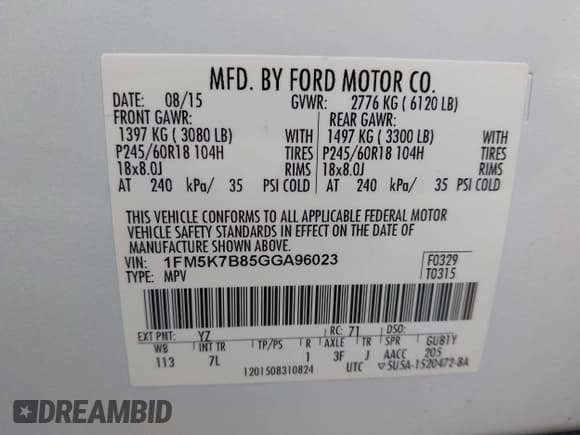 MFD. BY FORD MOTOR CO.
DATE: 08/15 GVWR: 2776 KG ( 6120 LB)
FRONT GAWR: REAR GAWR:
1397 KG ( 3080 LB) WITH 1497 KG ( 3300 LB) WITH
P245/60R18 104H TIRES P245/60R18 104H TIRES
18x8.0J RIMS 18x8.0J RIMS
AT 240 kPa/ 35 PSI COLD AT 240 kPa/ 35 PSI COLD
THIS VEHICLE CONFORMS TO ALL APPLICABLE FEDERAL MOTOR
VEHICLE SAFETY STANDARDS IN EFFECT ON THE DATE OF
MANUFACTURE SHOWN ABOVE.
VIN: 1FM5K7B85GGA96023 F0329
TYPE: MPV T0315
EXT PNT: YZ RC: 71 DSO:
WB INT TR TP/PS R AXLE TR SPR GUB1Y
113 7L 1 3F J AACC 205
1201508310824 UTC ▽5U5A-1520472-BA
DREAMBID